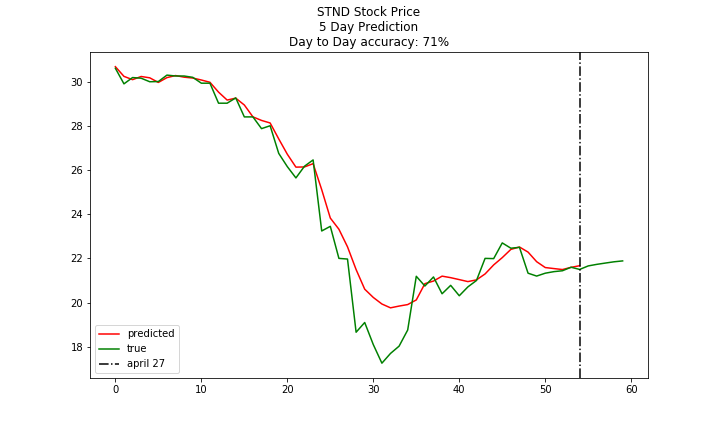 STND Stock Price
5 Day Prediction
Day to Day accuracy: 71%
30
28
26
24
22
20
18
predicted
true
april 27
0
10
20
30
40
50
60